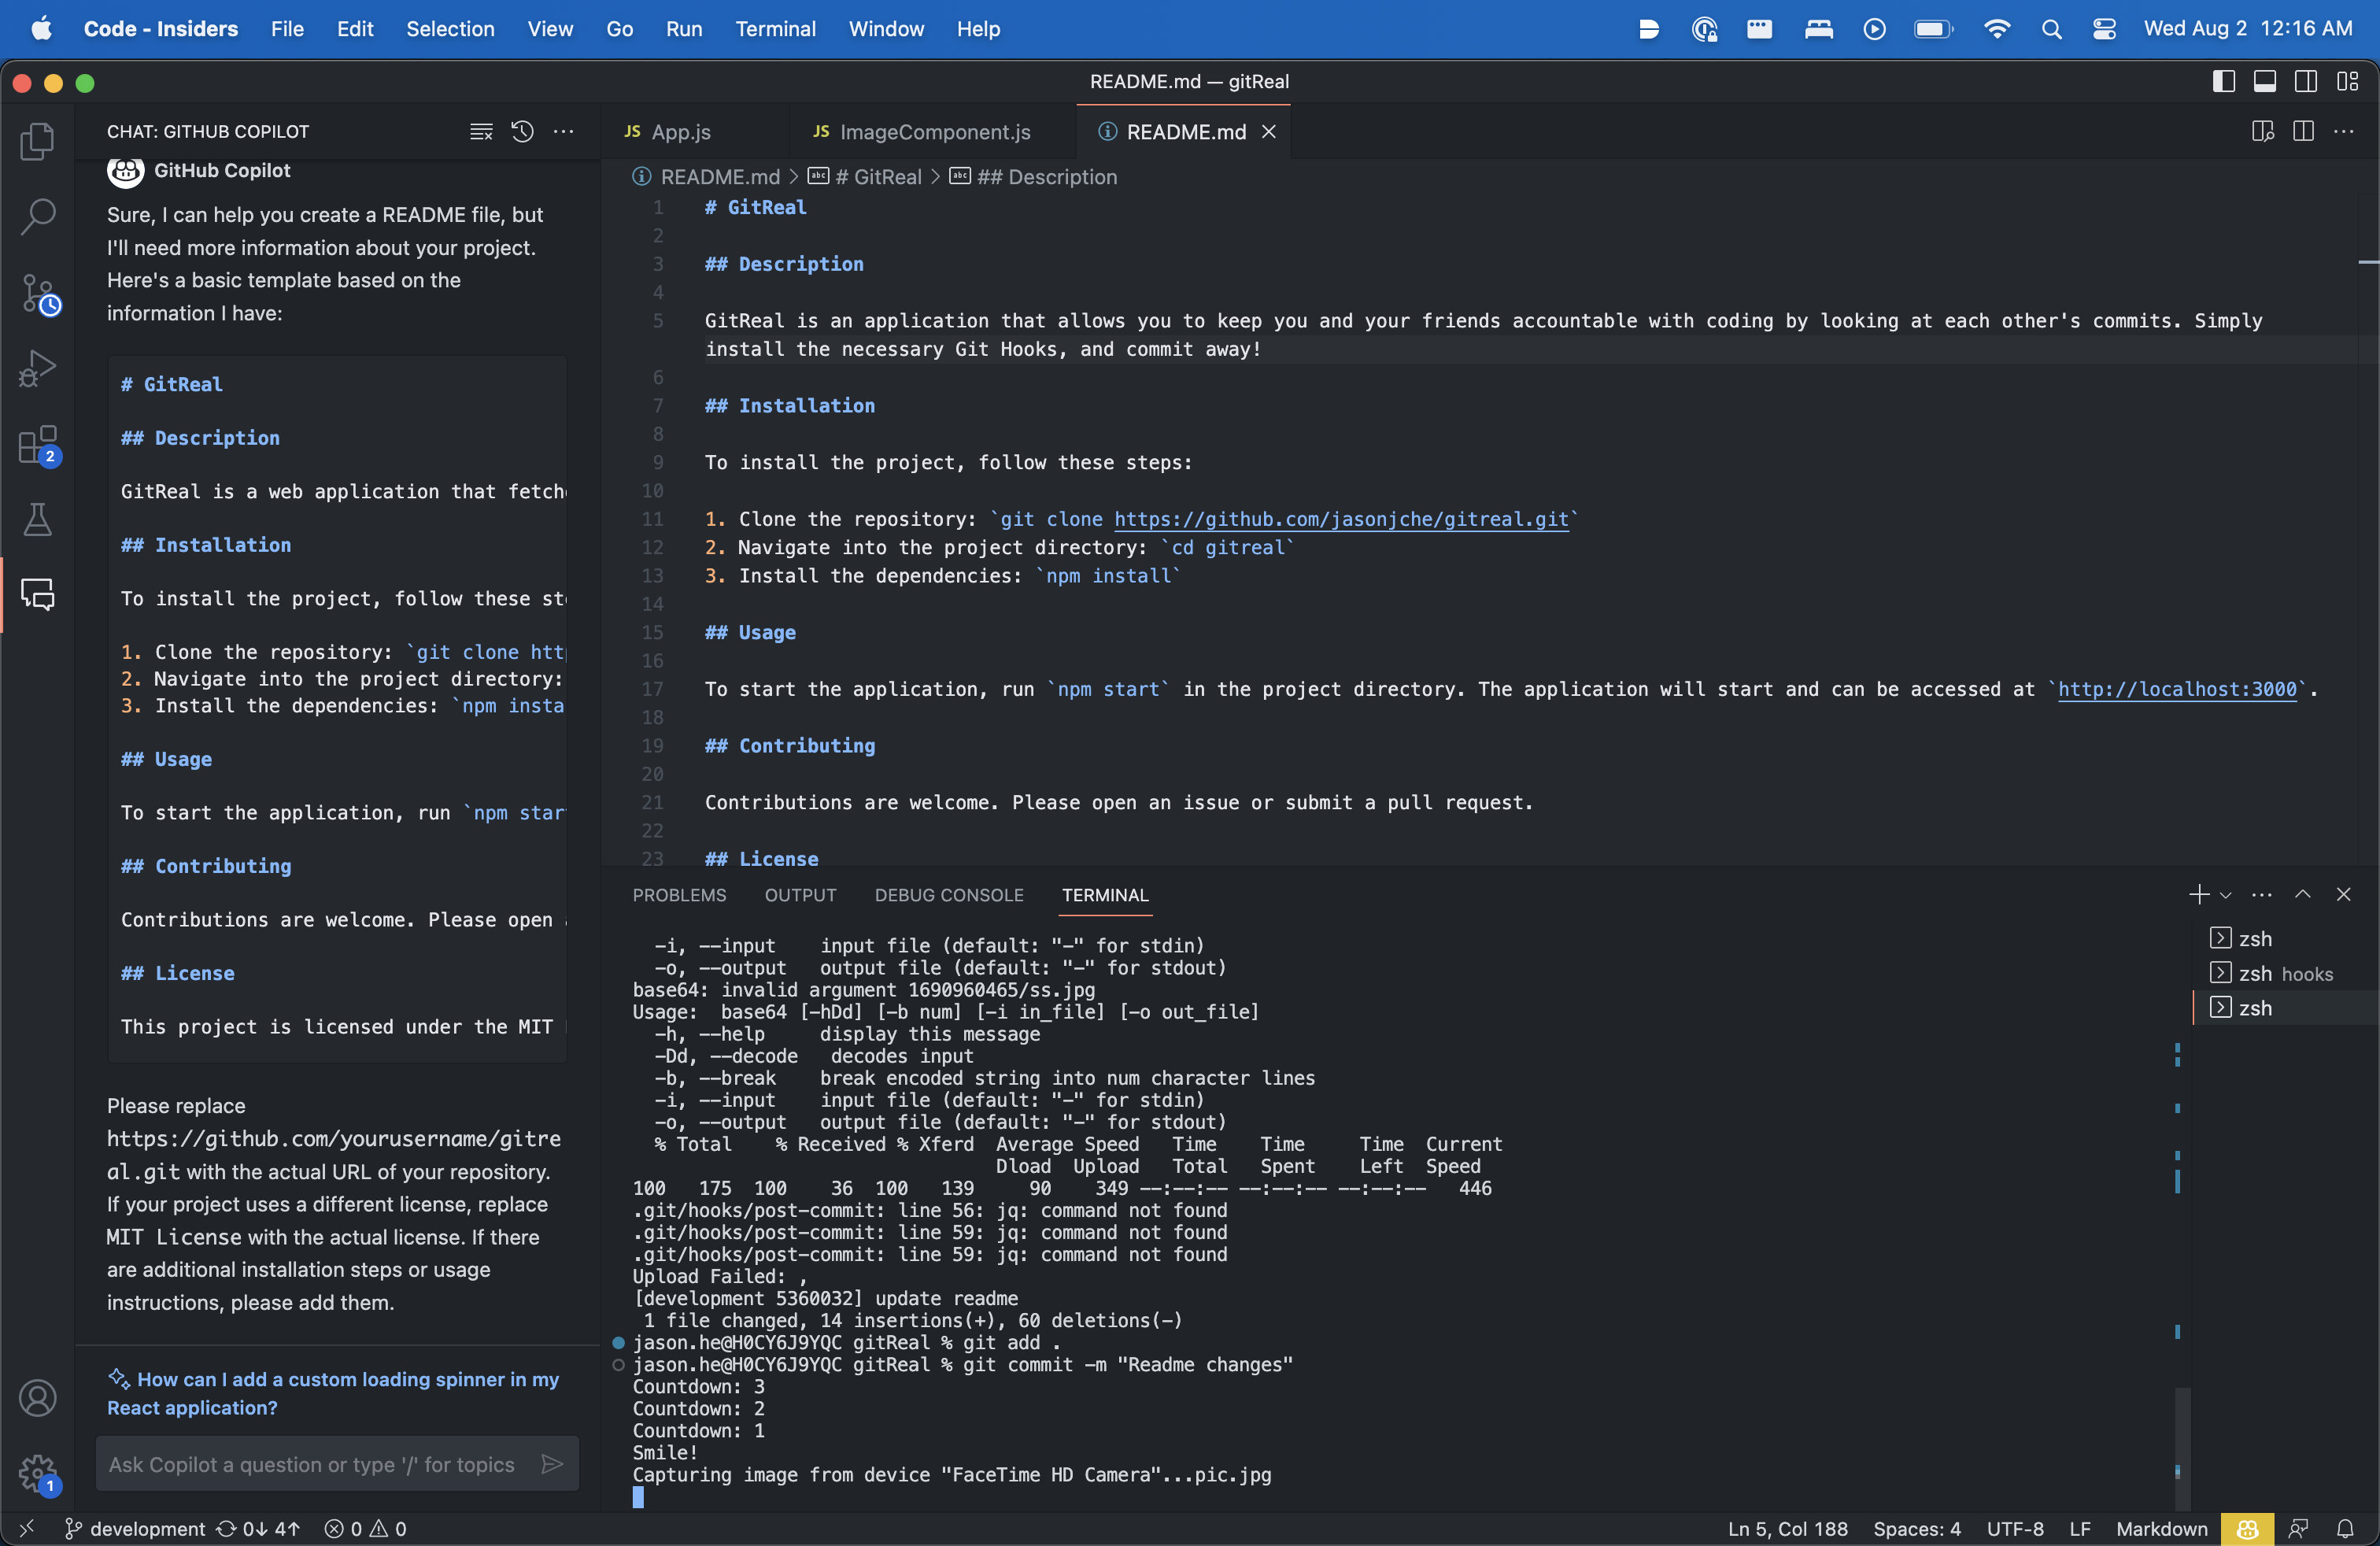 Code - Insiders File Edit Selection View Go Run Terminal Window Help Wed Aug 2 12:16 AM
README.md — gitReal
CHAT: GITHUB COPILOT
GitHub Copilot
Sure, I can help you create a README file, but
I'll need more information about your project.
Here's a basic template based on the
information I have:
# GitReal
## Description
GitReal is a web application that fetch
## Installation
To install the project, follow these st
1. Clone the repository: `git clone htt
2. Navigate into the project directory:
3. Install the dependencies: `npm insta
## Usage
To start the application, run `npm star
## Contributing
Contributions are welcome. Please open
## License
This project is licensed under the MIT
Please replace
https://github.com/yourusername/gitre
al.git with the actual URL of your repository.
If your project uses a different license, replace
MIT License with the actual license. If there
are additional installation steps or usage
instructions, please add them.
How can I add a custom loading spinner in my
React application?
Ask Copilot a question or type '/' for topics
2
1
JS App.js JS ImageComponent.js README.md
README.md > # GitReal > ## Description
1 # GitReal
2
3 ## Description
4
5 GitReal is an application that allows you to keep you and your friends accountable with coding by looking at each other's commits. Simply
install the necessary Git Hooks, and commit away!
6
7 ## Installation
8
9 To install the project, follow these steps:
10
11 1. Clone the repository: `git clone https://github.com/jasonjche/gitreal.git`
12 2. Navigate into the project directory: `cd gitreal`
13 3. Install the dependencies: `npm install`
14
15 ## Usage
16
17 To start the application, run `npm start` in the project directory. The application will start and can be accessed at `http://localhost:3000`.
18
19 ## Contributing
20
21 Contributions are welcome. Please open an issue or submit a pull request.
22
23 ## License
PROBLEMS OUTPUT DEBUG CONSOLE TERMINAL
-i, --input input file (default: "-" for stdin)
-o, --output output file (default: "-" for stdout)
base64: invalid argument 1690960465/ss.jpg
Usage: base64 [-hDd] [-b num] [-i in_file] [-o out_file]
-h, --help display this message
-Dd, --decode decodes input
-b, --break break encoded string into num character lines
-i, --input input file (default: "-" for stdin)
-o, --output output file (default: "-" for stdout)
% Total % Received % Xferd Average Speed Time Time Time Current
Dload Upload Total Spent Left Speed
100 175 100 36 100 139 90 349 --:--:-- --:--:-- --:--:-- 446
.git/hooks/post-commit: line 56: jq: command not found
.git/hooks/post-commit: line 59: jq: command not found
.git/hooks/post-commit: line 59: jq: command not found
Upload Failed: ,
[development 5360032] update readme
1 file changed, 14 insertions(+), 60 deletions(-)
jason.he@H0CY6J9YQC gitReal % git add .
jason.he@H0CY6J9YQC gitReal % git commit -m "Readme changes"
Countdown: 3
Countdown: 2
Countdown: 1
Smile!
Capturing image from device "FaceTime HD Camera"...pic.jpg
zsh
zsh hooks
zsh
development 0↓ 4↑ 0 0 Ln 5, Col 188 Spaces: 4 UTF-8 LF Markdown